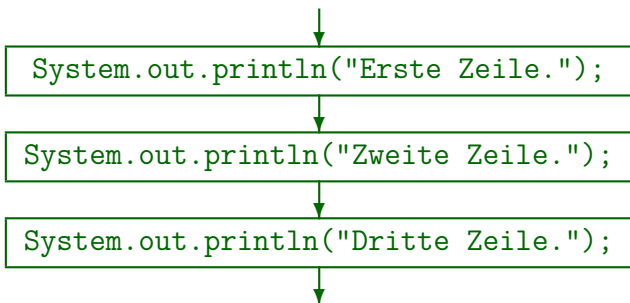 System.out.println("Erste Zeile.");
System.out.println("Zweite Zeile.");
System.out.println("Dritte Zeile.");